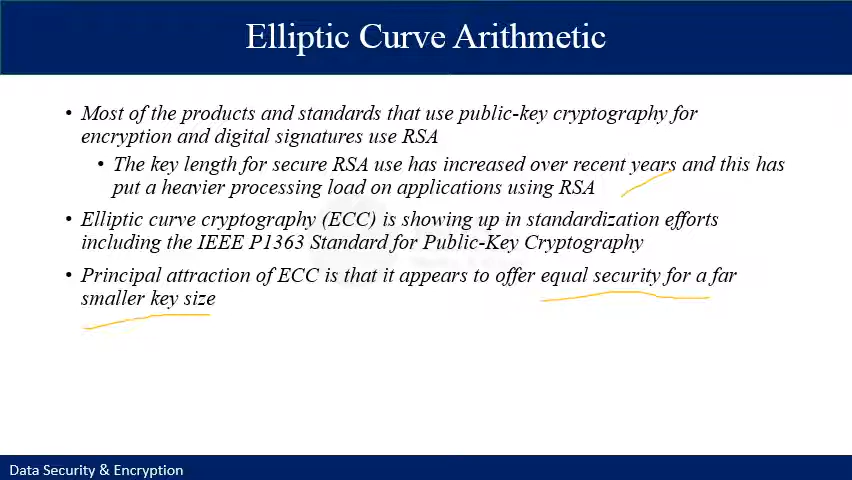 Elliptic Curve Arithmetic
• Most of the products and standards that use public-key cryptography for
encryption and digital signatures use RSA
• The key length for secure RSA use has increased over recent years and this has
put a heavier processing load on applications using RSA
• Elliptic curve cryptography (ECC) is showing up in standardization efforts
including the IEEE P1363 Standard for Public-Key Cryptography
• Principal attraction of ECC is that it appears to offer equal security for a far
smaller key size
Data Security & Encryption